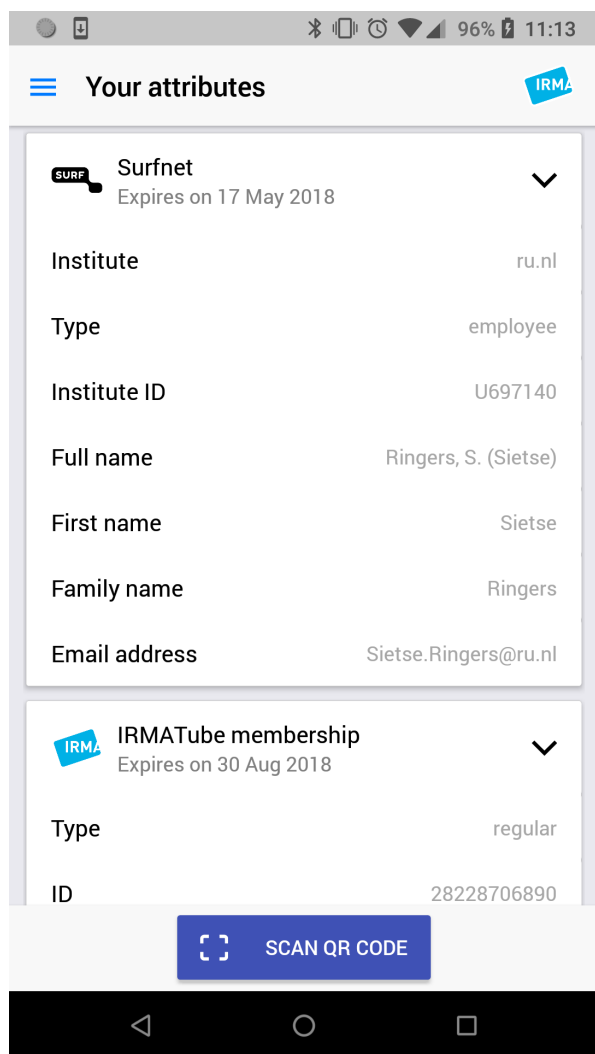 96% 11:13
Your attributes
IRMA
SURF
Surfnet
Expires on 17 May 2018
Institute ru.nl
Type employee
Institute ID U697140
Full name Ringers, S. (Sietse)
First name Sietse
Family name Ringers
Email address Sietse.Ringers@ru.nl
IRMA
IRMATube membership
Expires on 30 Aug 2018
Type regular
ID 28228706890
SCAN QR CODE